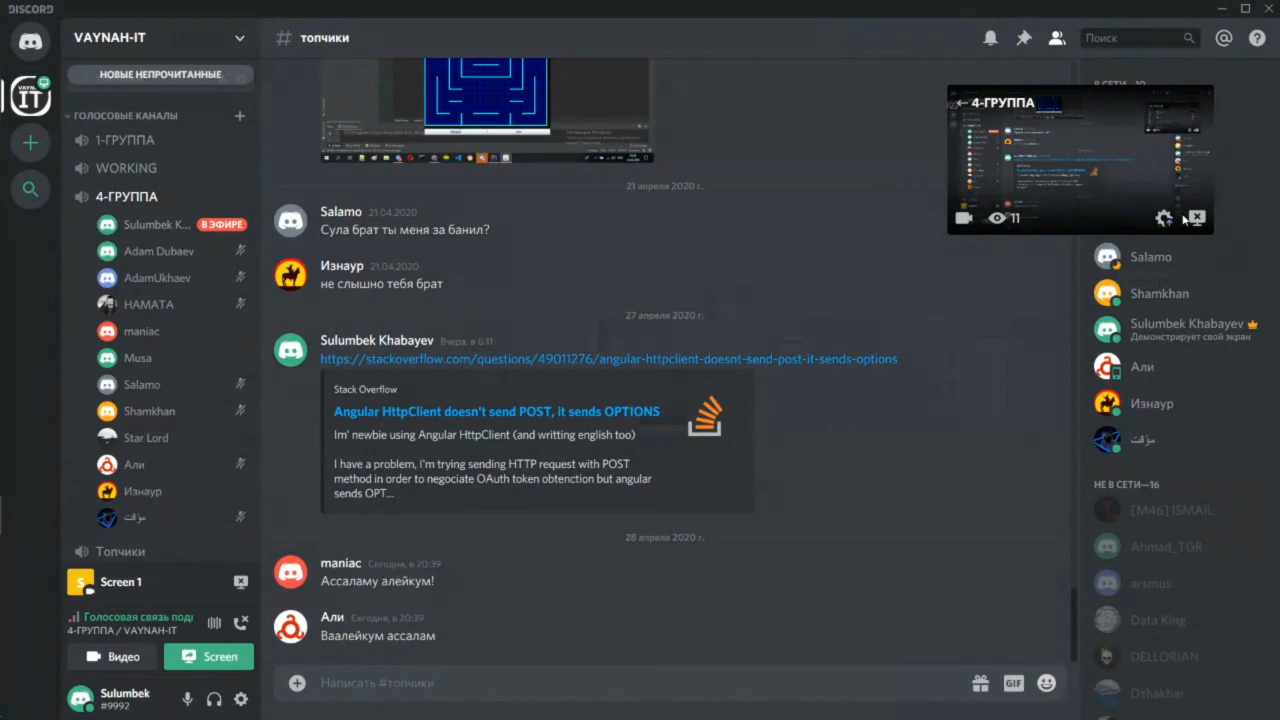 DISCORD
VAYNAH-IT
топчики
Поиск
НОВЫЕ НЕПРОЧИТАННЫЕ
ГОЛОСОВЫЕ КАНАЛЫ
1-ГРУППА
WORKING
4-ГРУППА
Sulumbek K... В ЭФИРЕ
Adam Dubaev
AdamUkhaev
HAMATA
maniac
Musa
Salamo
Shamkhan
Star Lord
Али
Изнаур
مؤقت
Топчики
Screen 1
4-ГРУППА / VAYNAH-IT
Голосовая связь под
Видео
Screen
Sulumbek
#9992
21 апреля 2020 г.
Salamo 21.04.2020
Сула брат ты меня за банил?
Изнаур 21.04.2020
не слышно тебя брат
27 апреля 2020 г.
Sulumbek Khabayev Вчера, в 6:11
https://stackoverflow.com/questions/49011276/angular-httpclient-doesnt-send-post-it-sends-options
Stack Overflow
Angular HttpClient doesn't send POST, it sends OPTIONS
Im' newbie using Angular HttpClient (and writting english too)
I have a problem, I'm trying sending HTTP request with POST
method in order to negociate OAuth token obtenction but angular
sends OPT...
28 апреля 2020 г.
maniac Сегодня, в 20:39
Ассаламу алейкум!
Али Сегодня, в 20:39
Ваалейкум ассалам
Написать #топчики
GIF
4-ГРУППА
11
Salamo
Shamkhan
Sulumbek Khabayev
Демонстрирует свой экран
Али
Изнаур
مؤقت
НЕ В СЕТИ—16
[M46] ISMAIL
Ahmad_TGR
arsmus
Data King
DELLORIAN
Dzhakhar